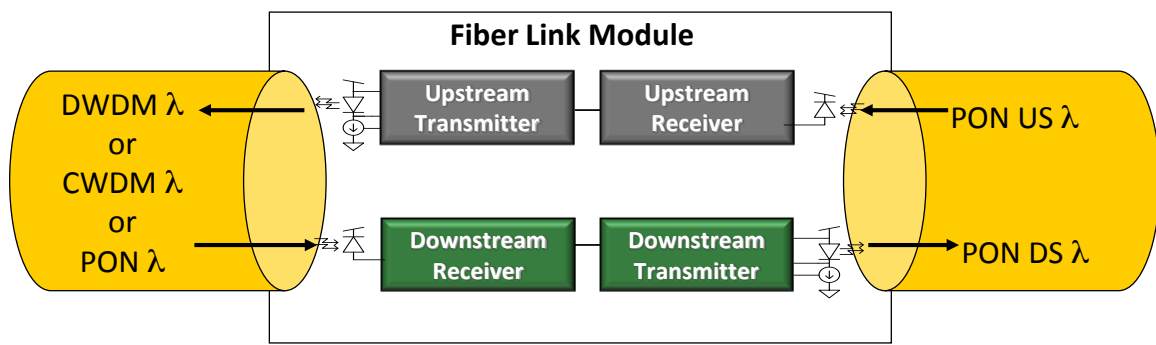 Fiber Link Module
DWDM λ
or
CWDM λ
or
PON λ
Upstream
Transmitter
Upstream
Receiver
PON US λ
Downstream
Receiver
Downstream
Transmitter
PON DS λ